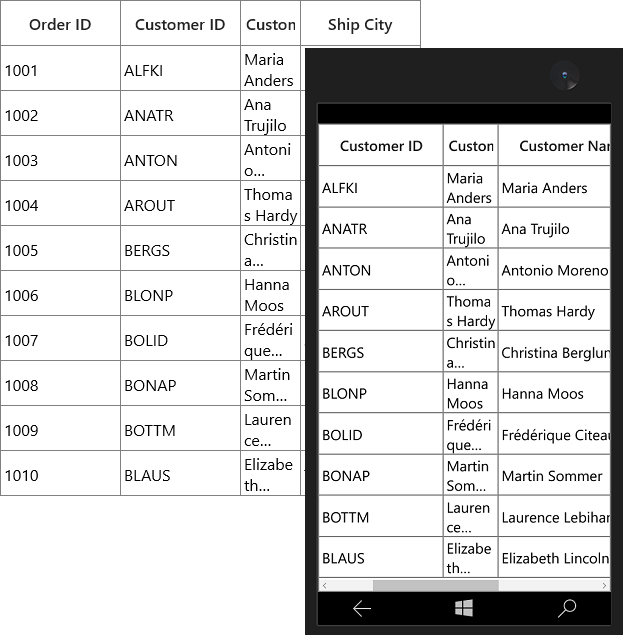 Order ID Customer ID Custon Ship City
1001 ALFKI Maria
Anders
1002 ANATR Ana
Trujilo
1003 ANTON Antoni
o...
1004 AROUT Thoma
s Hardy
1005 BERGS Christin
a...
1006 BLONP Hanna
Moos
1007 BOLID Frédéri
que...
1008 BONAP Martin
Som...
1009 BOTTM Lauren
ce...
1010 BLAUS Elizabe
th...
Customer ID Custon Customer Nar
ALFKI Maria
Anders Maria Anders
ANATR Ana
Trujilo Ana Trujilo
ANTON Antoni
o... Antonio Moreno
AROUT Thoma
s Hardy Thomas Hardy
BERGS Christin
a... Christina Berglun
BLONP Hanna
Moos Hanna Moos
BOLID Frédéri
que... Frédérique Citeau
BONAP Martin
Som... Martin Sommer
BOTTM Lauren
ce... Laurence Lebihan
BLAUS Elizabe
th... Elizabeth Lincoln